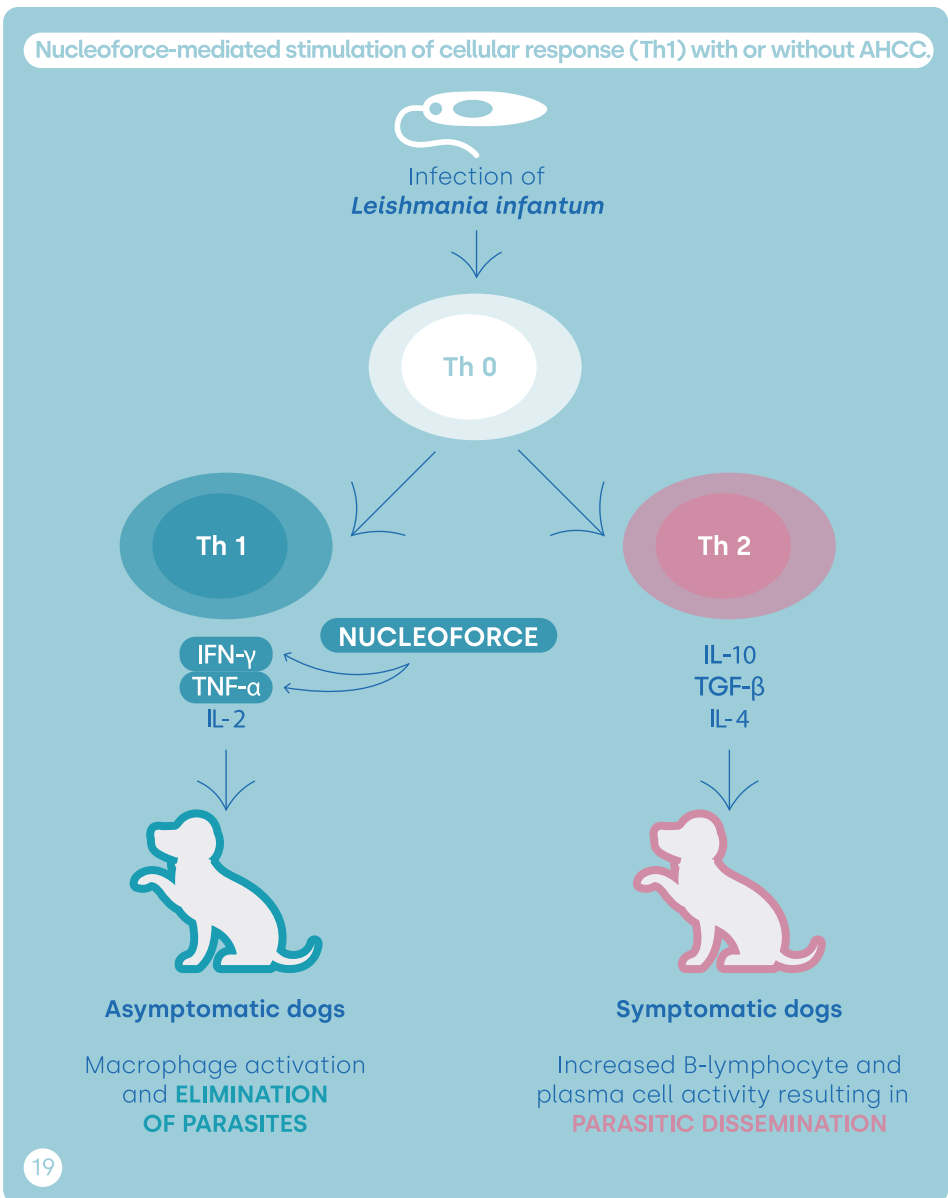 Nucleoforce-mediated stimulation of cellular response (Th1) with or without AHCC.
Infection of
Leishmania infantum
Th 0
Th 1
Th 2
NUCLEOFORCE
IFN-γ
TNF-α
IL-2
IL-10
TGF-β
IL-4
Asymptomatic dogs
Macrophage activation
and ELIMINATION
OF PARASITES
Symptomatic dogs
Increased B-lymphocyte and
plasma cell activity resulting in
PARASITIC DISSEMINATION
19